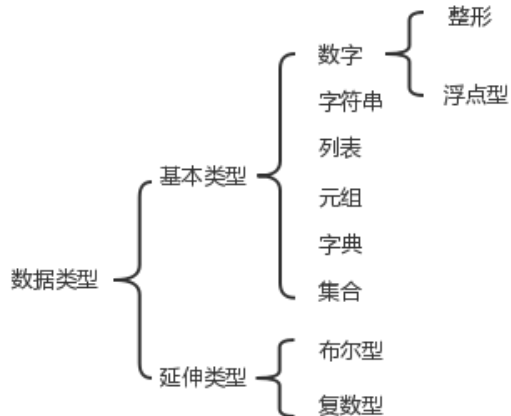 整形
数字
浮点型
字符串
列表
基本类型
元组
字典
数据类型
集合
布尔型
延伸类型
复数型